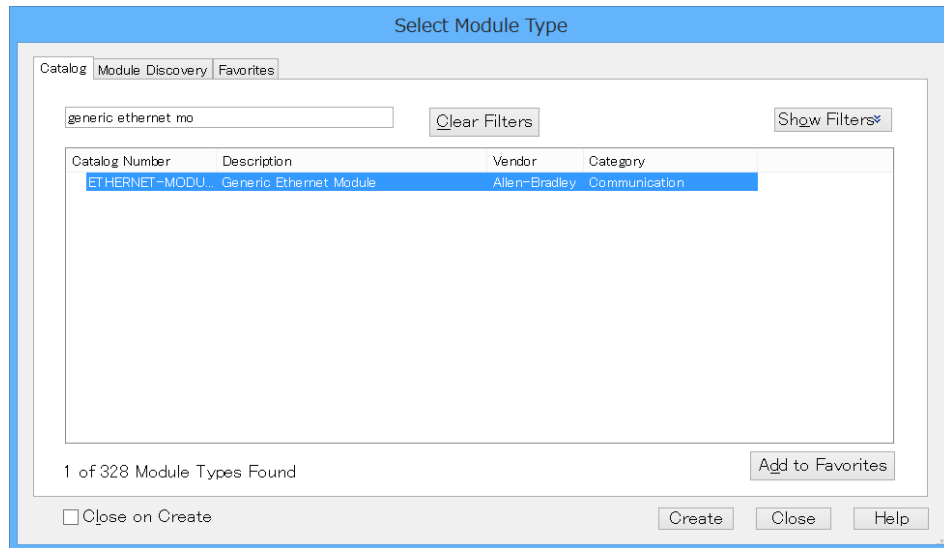 Select Module Type
Catalog Module Discovery Favorites
generic ethernet mo Clear Filters Show Filters
Catalog Number Description Vendor Category
ETHERNET-MODU... Generic Ethernet Module Allen-Bradley Communication
1 of 328 Module Types Found Add to Favorites
Close on Create Create Close Help